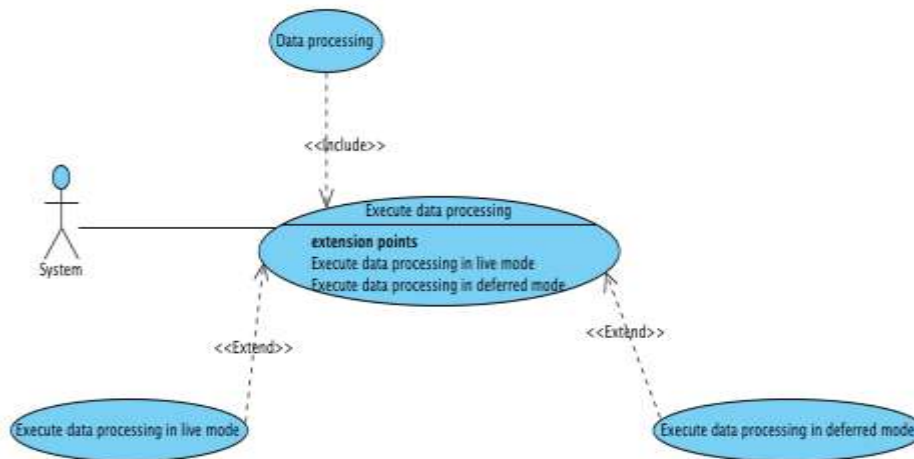 Data processing
<<Include>>
Execute data processing
extension points
Execute data processing in live mode
Execute data processing in deferred mode
System
<<Extend>>
<<Extend>>
Execute data processing in live mode
Execute data processing in deferred mode